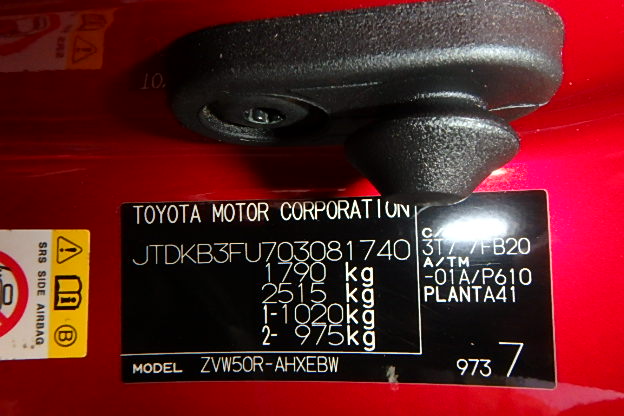 10.
TOYOTA MOTOR CORPORATION
JTDKB3FU703081740
1790 kg
2515 kg
1-1020kg
2- 975kg
MODEL ZVW50R-AHXEBW
A/TM
-01A/P610
PLANTA41
973 7
SRS SIDE AIRBAG
B